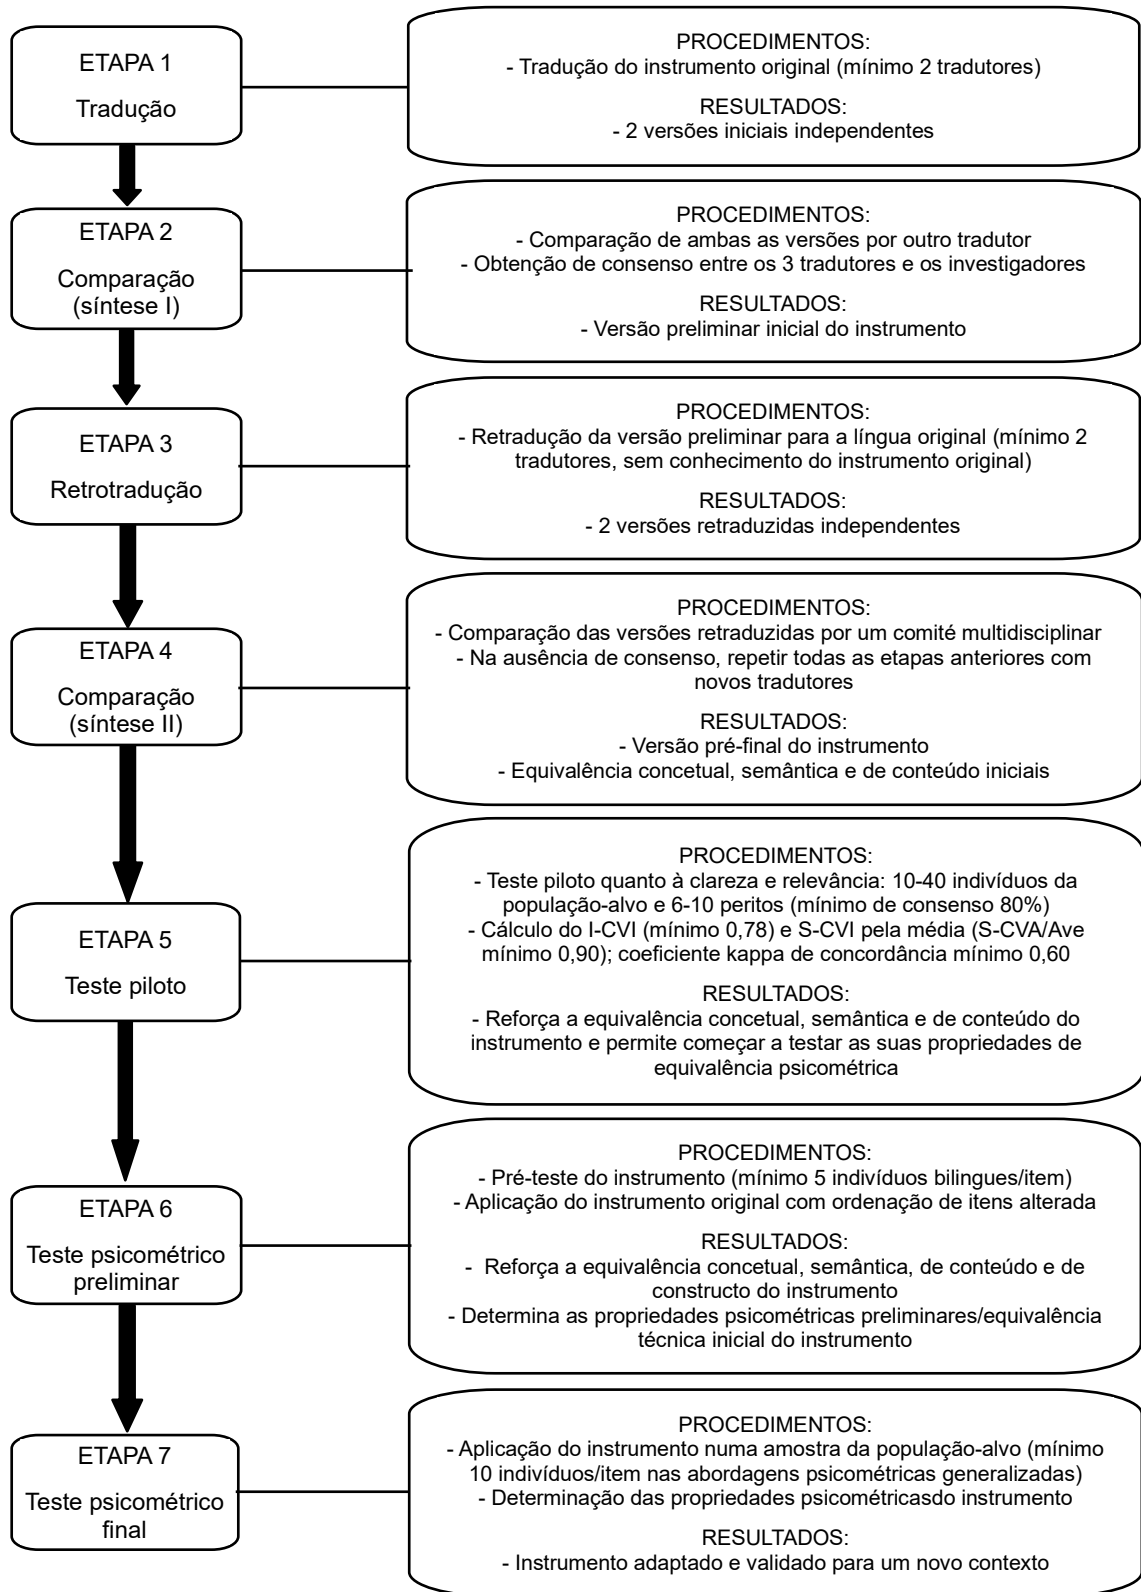 ETAPA 1
Tradução
PROCEDIMENTOS:
- Tradução do instrumento original (mínimo 2 tradutores)
RESULTADOS:
- 2 versões iniciais independentes
ETAPA 2
Comparação
(síntese I)
PROCEDIMENTOS:
- Comparação de ambas as versões por outro tradutor
- Obtenção de consenso entre os 3 tradutores e os investigadores
RESULTADOS:
- Versão preliminar inicial do instrumento
ETAPA 3
Retrotradução
PROCEDIMENTOS:
- Retradução da versão preliminar para a língua original (mínimo 2
tradutores, sem conhecimento do instrumento original)
RESULTADOS:
- 2 versões retraduzidas independentes
ETAPA 4
Comparação
(síntese II)
PROCEDIMENTOS:
- Comparação das versões retraduzidas por um comité multidisciplinar
- Na ausência de consenso, repetir todas as etapas anteriores com
novos tradutores
RESULTADOS:
- Versão pré-final do instrumento
- Equivalência concetual, semântica e de conteúdo iniciais
ETAPA 5
Teste piloto
PROCEDIMENTOS:
- Teste piloto quanto à clareza e relevância: 10-40 indivíduos da
população-alvo e 6-10 peritos (mínimo de consenso 80%)
- Cálculo do I-CVI (mínimo 0,78) e S-CVI pela média (S-CVA/Ave
mínimo 0,90); coeficiente kappa de concordância mínimo 0,60
RESULTADOS:
- Reforça a equivalência concetual, semântica e de conteúdo do
instrumento e permite começar a testar as suas propriedades de
equivalência psicométrica
ETAPA 6
Teste psicométrico
preliminar
PROCEDIMENTOS:
- Pré-teste do instrumento (mínimo 5 indivíduos bilingues/item)
- Aplicação do instrumento original com ordenação de itens alterada
RESULTADOS:
- Reforça a equivalência concetual, semântica, de conteúdo e de
constructo do instrumento
- Determina as propriedades psicométricas preliminares/equivalência
técnica inicial do instrumento
ETAPA 7
Teste psicométrico
final
PROCEDIMENTOS:
- Aplicação do instrumento numa amostra da população-alvo (mínimo
10 indivíduos/item nas abordagens psicométricas generalizadas)
- Determinação das propriedades psicométricasdo instrumento
RESULTADOS:
- Instrumento adaptado e validado para um novo contexto